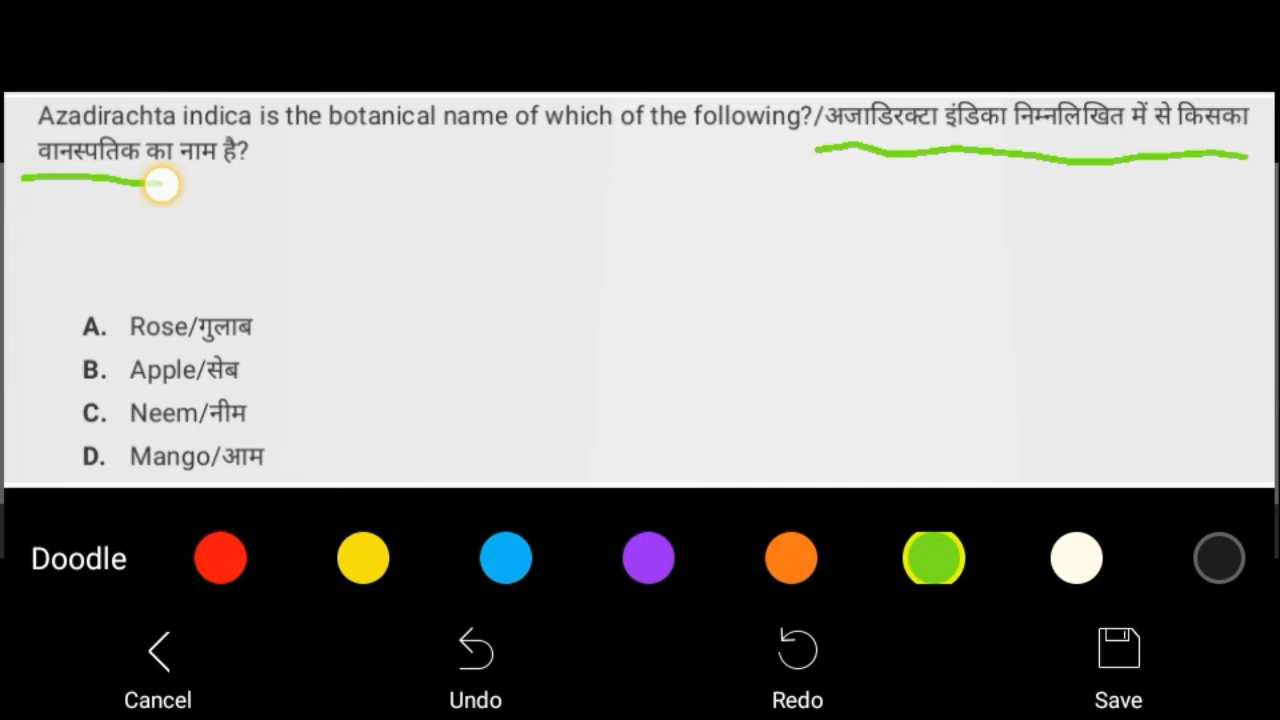 Azadirachta indica is the botanical name of which of the following?/अजाडिरक्टा इंडिका निम्नलिखित में से किसका
वानस्पतिक का नाम है?
A. Rose/गुलाब
B. Apple/सेब
C. Neem/नीम
D. Mango/आम
Doodle
Cancel Undo Redo Save